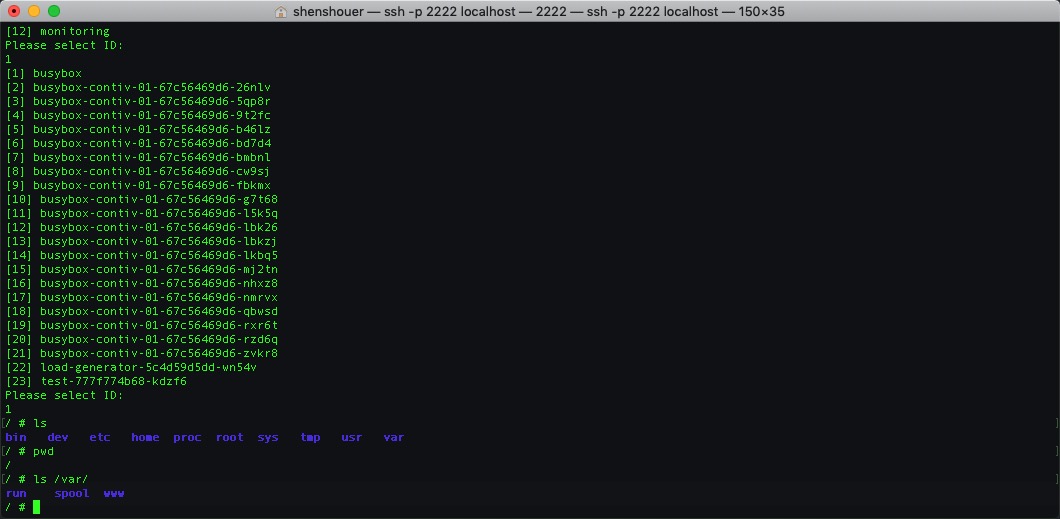 shenshouer — ssh -p 2222 localhost — 2222 — ssh -p 2222 localhost — 150×35
[12] monitoring
Please select ID:
1
[1] busybox
[2] busybox-contiv-01-67c56469d6-26nlv
[3] busybox-contiv-01-67c56469d6-5qp8r
[4] busybox-contiv-01-67c56469d6-9t2fc
[5] busybox-contiv-01-67c56469d6-b46lz
[6] busybox-contiv-01-67c56469d6-bd7d4
[7] busybox-contiv-01-67c56469d6-bmbnl
[8] busybox-contiv-01-67c56469d6-cw9sj
[9] busybox-contiv-01-67c56469d6-fbkmx
[10] busybox-contiv-01-67c56469d6-g7t68
[11] busybox-contiv-01-67c56469d6-l5k5q
[12] busybox-contiv-01-67c56469d6-lbk26
[13] busybox-contiv-01-67c56469d6-lbkzj
[14] busybox-contiv-01-67c56469d6-lkbq5
[15] busybox-contiv-01-67c56469d6-mj2tn
[16] busybox-contiv-01-67c56469d6-nhxz8
[17] busybox-contiv-01-67c56469d6-nmrvx
[18] busybox-contiv-01-67c56469d6-qbwsd
[19] busybox-contiv-01-67c56469d6-rxr6t
[20] busybox-contiv-01-67c56469d6-rzd6q
[21] busybox-contiv-01-67c56469d6-zvkr8
[22] load-generator-5c4d59d5dd-wn54v
[23] test-777f774b68-kdzf6
Please select ID:
1
[/ # ls ]
bin dev etc home proc root sys tmp usr var
[/ # pwd ]
/
[/ # ls /var/ ]
run spool www
/ #